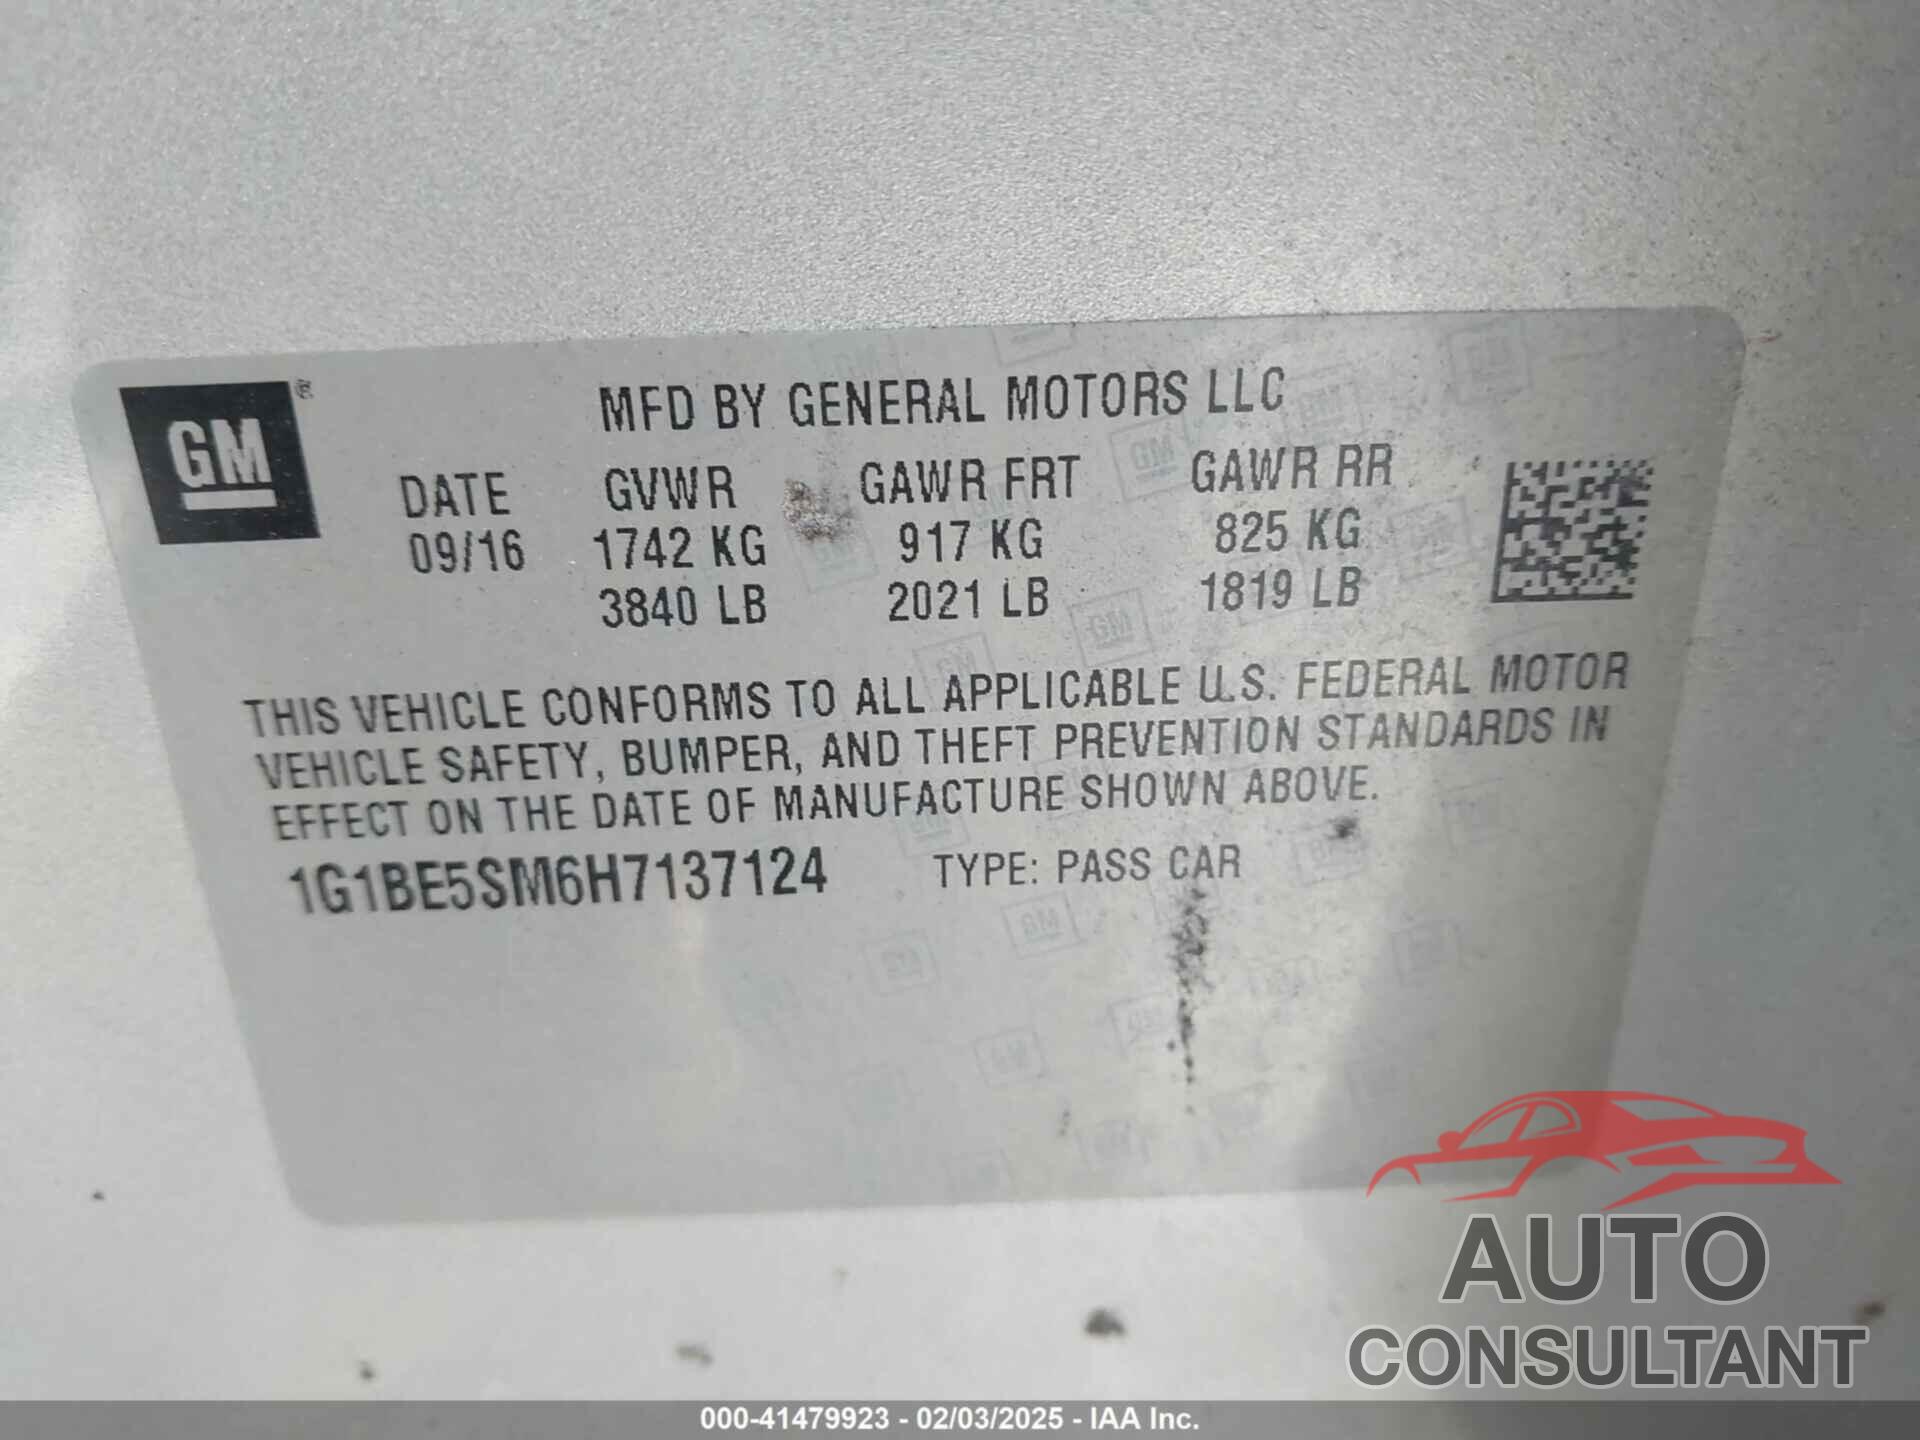 GM ®
MFD BY GENERAL MOTORS LLC
DATE GVWR GAWR FRT GAWR RR
09/16 1742 KG 917 KG 825 KG
3840 LB 2021 LB 1819 LB
THIS VEHICLE CONFORMS TO ALL APPLICABLE U.S. FEDERAL MOTOR
VEHICLE SAFETY, BUMPER, AND THEFT PREVENTION STANDARDS IN
EFFECT ON THE DATE OF MANUFACTURE SHOWN ABOVE.
1G1BE5SM6H7137124 TYPE: PASS CAR
AUTO
CONSULTANT
000-41479923 - 02/03/2025 - IAA Inc.